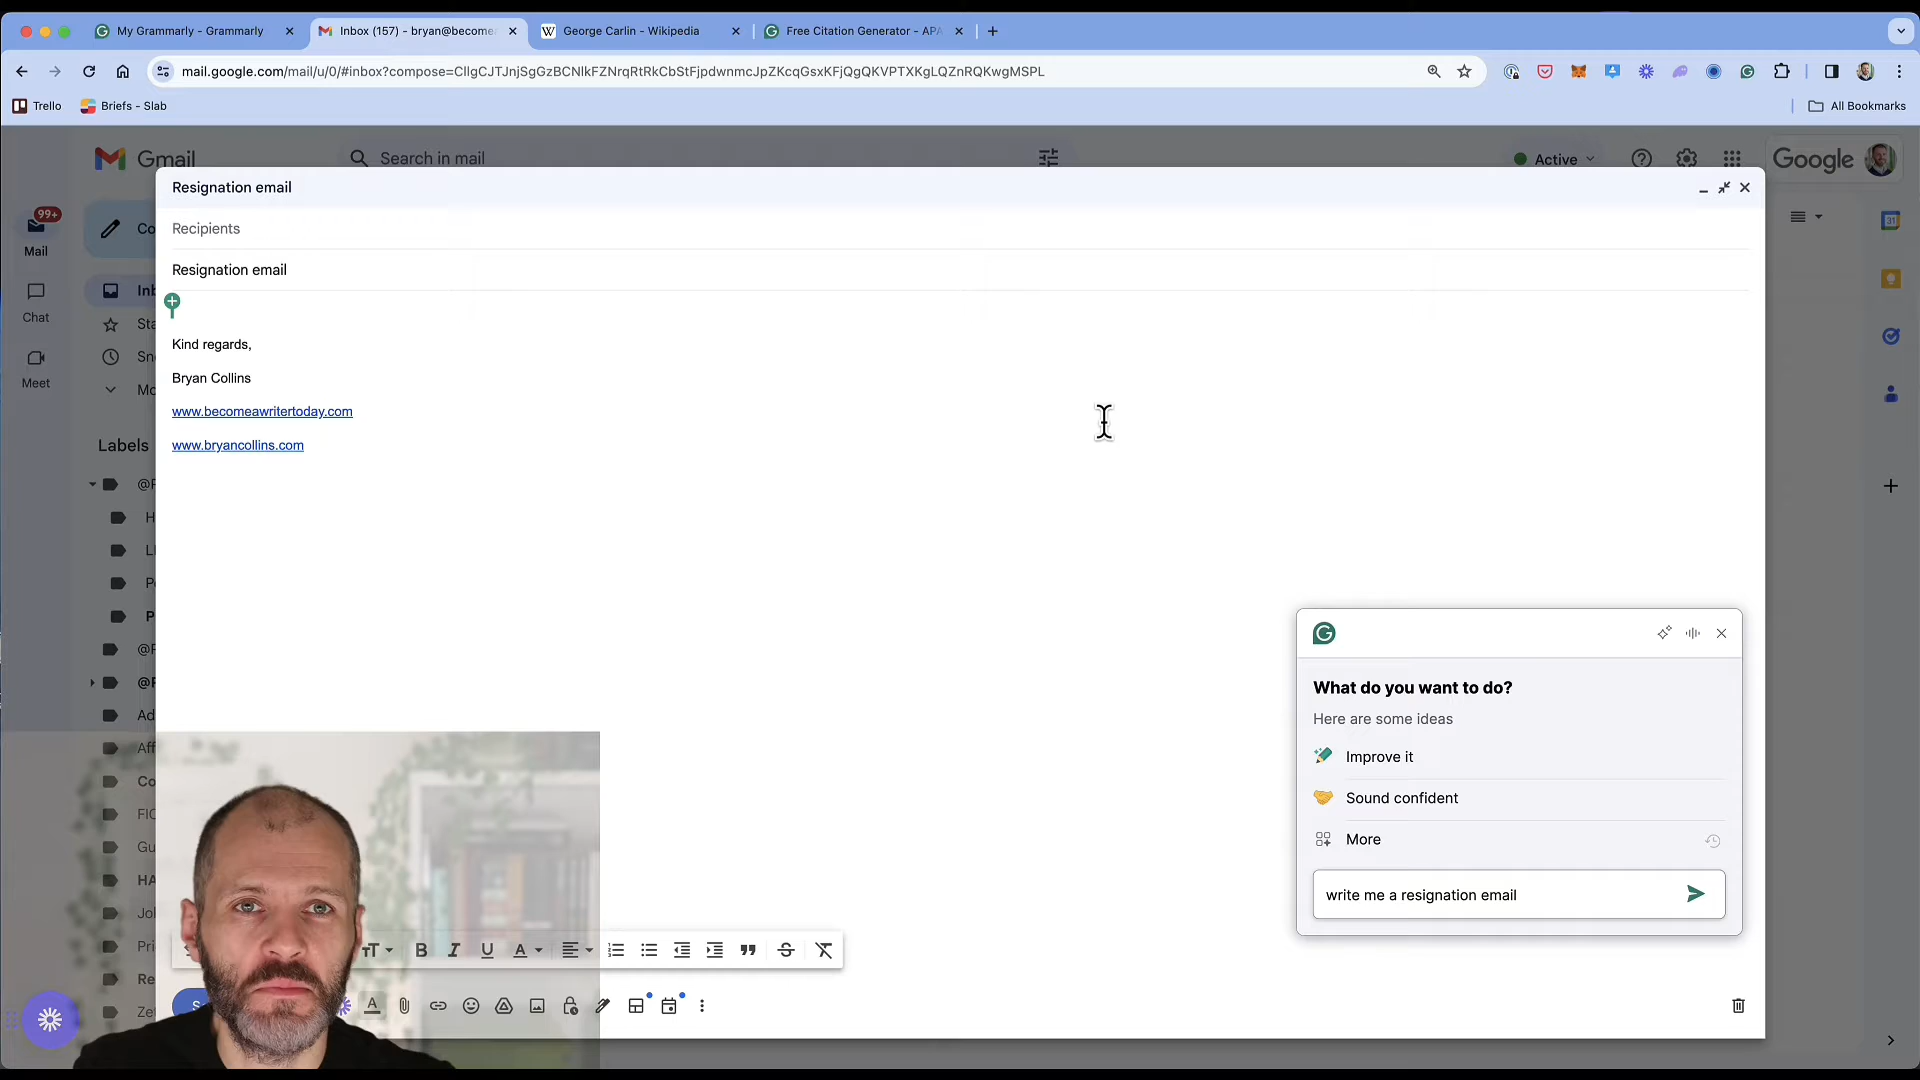 My Grammarly - Grammarly
Inbox (157) - bryan@become
George Carlin - Wikipedia
Free Citation Generator - APA
mail.google.com/mail/u/0/#inbox?compose=CllgCJTJnjSgGzBCNlkFZNrqRtRkCbStFjpdwnmcJpZKcqGsxKFjQgQKVPTXKgLQZnRQKwgMSPL
Trello
Briefs - Slab
All Bookmarks
Gmail
Search in mail
Active
Google
99+
Mail
Chat
Meet
Co
Inb
Sta
Sn
Mo
Labels
Resignation email
Recipients
Resignation email
Kind regards,
Bryan Collins
www.becomeawritertoday.com
www.bryancollins.com
H
Ad
Aff
Co
FIC
Gu
HA
Pri
Re
What do you want to do?
Here are some ideas
Improve it
Sound confident
More
write me a resignation email